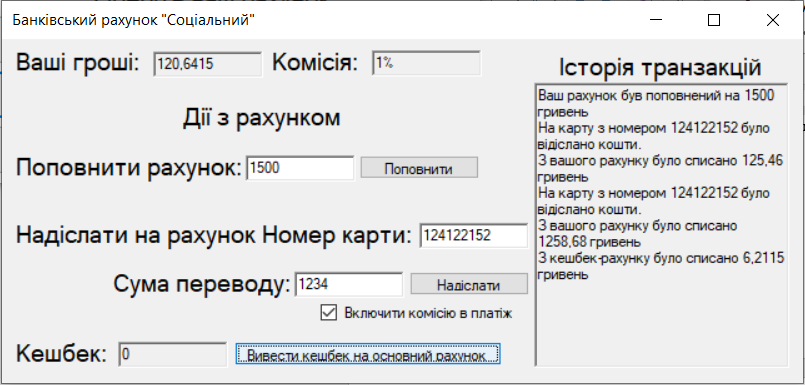 Банківський рахунок "Соціальний"
Ваші гроші: 120,6415 Комісія: 1%
Дії з рахунком
Поповнити рахунок: 1500 Поповнити
Надіслати на рахунок Номер карти: 124122152
Сума переводу: 1234 Надіслати
Включити комісію в платіж
Кешбек: 0 Вивести кешбек на основний рахунок
Історія транзакцій
Ваш рахунок був поповнений на 1500
гривень
На карту з номером 124122152 було
відіслано кошти.
З вашого рахунку було списано 125,46
гривень
На карту з номером 124122152 було
відіслано кошти.
З вашого рахунку було списано
1258,68 гривень
З кешбек-рахунку було списано 6,2115
гривень